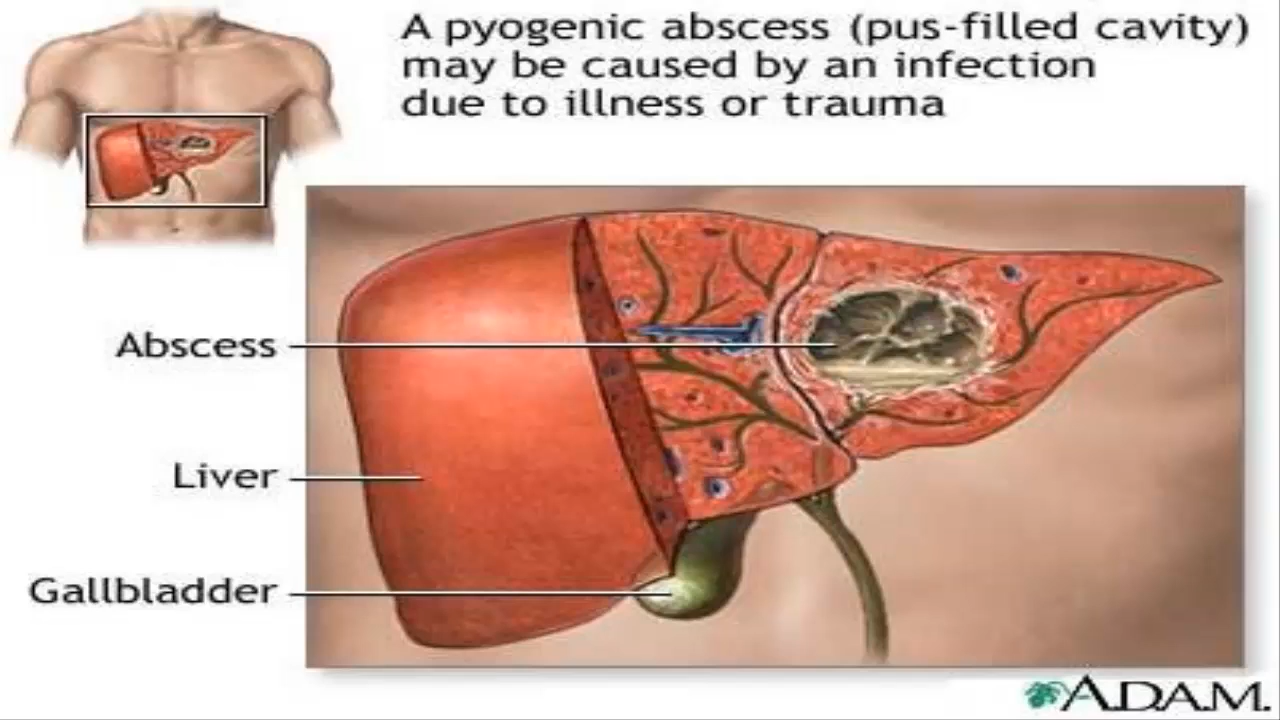 A pyogenic abscess (pus-filled cavity)
may be caused by an infection
due to illness or trauma
Abscess
Liver
Gallbladder
A.D.A.M.